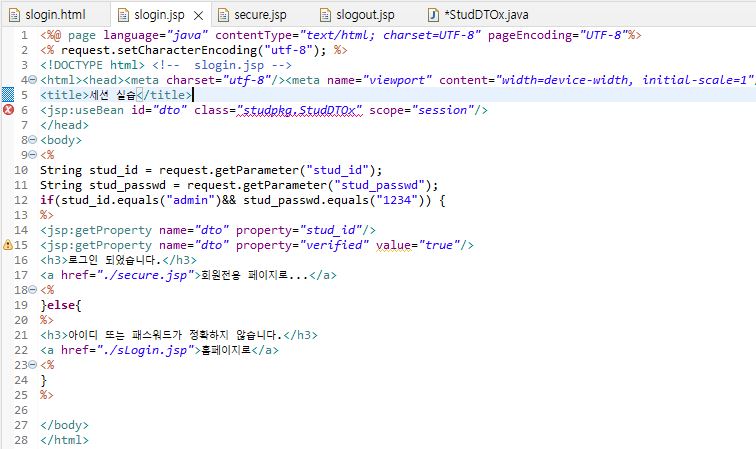 slogin.html slogin.jsp secure.jsp slogout.jsp *StudDTOx.java
1 <%@ page language="java" contentType="text/html; charset=UTF-8" pageEncoding="UTF-8"%>
2 <% request.setCharacterEncoding("utf-8"); %>
3 <!DOCTYPE html> <!--  slogin.jsp -->
4 <html><head><meta charset="utf-8"/><meta name="viewport" content="width=device-width, initial-scale=1"/
5 <title>세션 실습</title>
6 <jsp:useBean id="dto" class="studpkg.StudDTOx" scope="session"/>
7 </head>
8 <body>
9 <%
10 String stud_id = request.getParameter("stud_id");
11 String stud_passwd = request.getParameter("stud_passwd");
12 if(stud_id.equals("admin")&& stud_passwd.equals("1234")) {
13 %>
14 <jsp:getProperty name="dto" property="stud_id"/>
15 <jsp:getProperty name="dto" property="verified" value="true"/>
16 <h3>로그인 되었습니다.</h3>
17 <a href="./secure.jsp">회원전용 페이지로...</a>
18 <%
19 }else{
20 %>
21 <h3>아이디 뜨는 패스워드가 정확하지 않습니다.</h3>
22 <a href="./sLogin.jsp">홈페이지로</a>
23 <%
24 }
25 %>
26
27 </body>
28 </html>